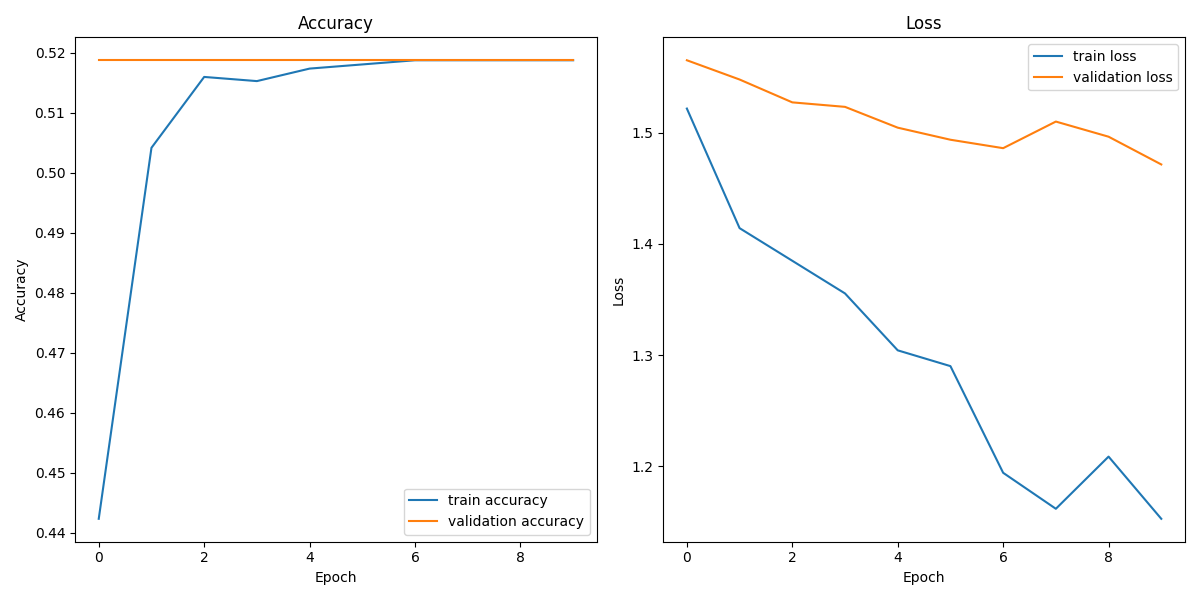 Accuracy
0.52
0.51
0.50
0.49
0.48
0.47
0.46
0.45
0.44
Accuracy
train accuracy
validation accuracy
0 2 4 6 8
Epoch
Loss
1.5
1.4
1.3
1.2
Loss
train loss
validation loss
0 2 4 6 8
Epoch